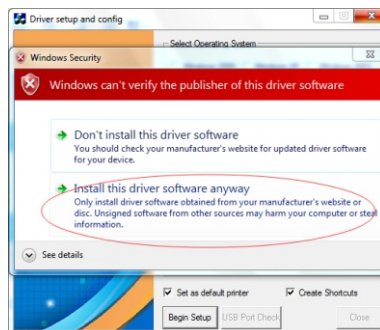 Driver setup and config
Select Operating System
Windows Security
Windows can't verify the publisher of this driver software
Don't install this driver software
You should check your manufacturer's website for updated driver software
for your device.
Install this driver software anyway
Only install driver software obtained from your manufacturer's website or
disc. Unsigned software from other sources may harm your computer or steal
information.
See details
Set as default printer
Create Shortcuts
Begin Setup
USB Port Check
Close